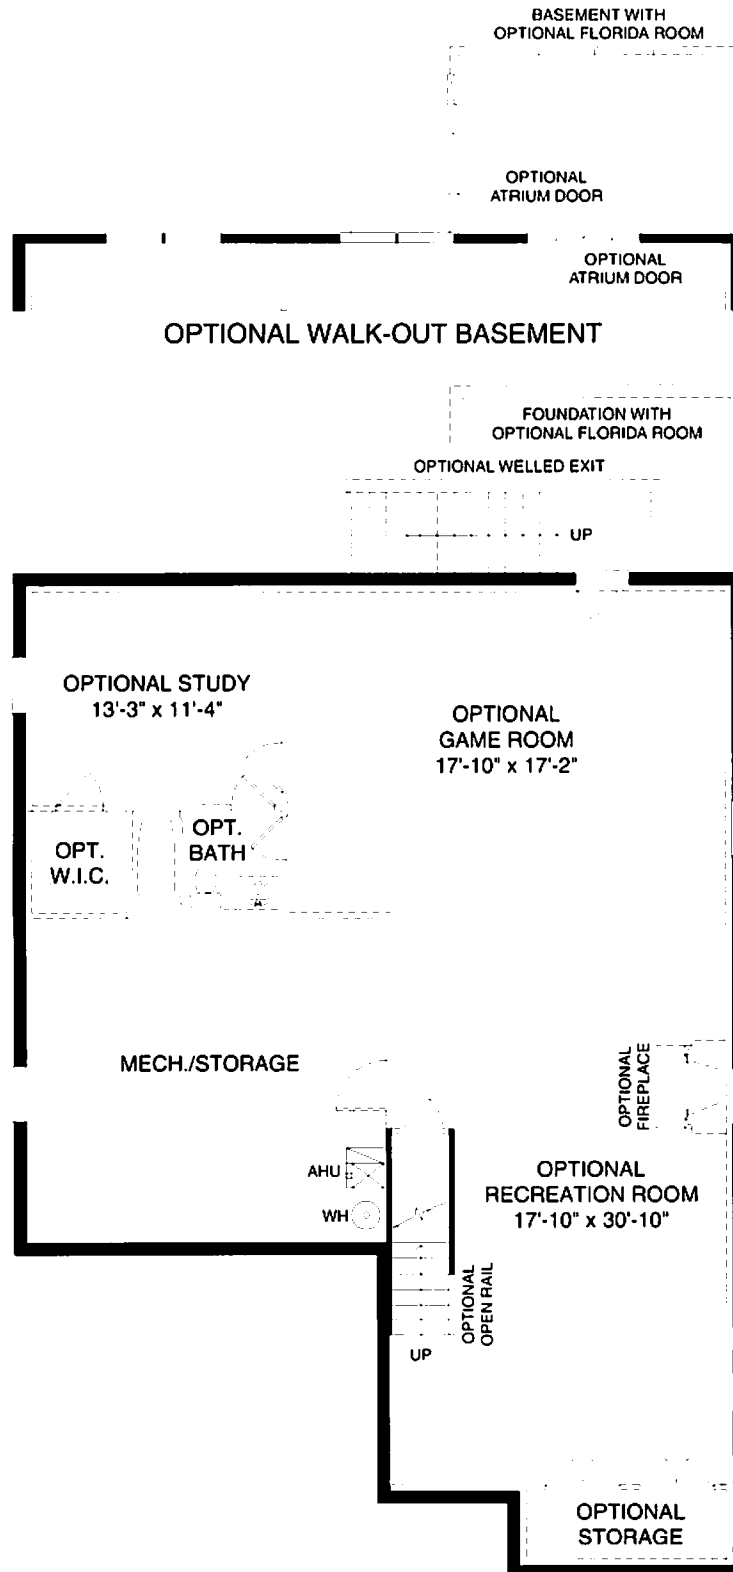 BASEMENT WITH
OPTIONAL FLORIDA ROOM
OPTIONAL
ATRIUM DOOR
OPTIONAL
ATRIUM DOOR
OPTIONAL WALK-OUT BASEMENT
FOUNDATION WITH
OPTIONAL FLORIDA ROOM
OPTIONAL WELLED EXIT
UP
OPTIONAL STUDY
13'-3" x 11'-4"
OPTIONAL
GAME ROOM
17'-10" x 17'-2"
OPT.
W.I.C.
OPT.
BATH
MECH./STORAGE
OPTIONAL
FIREPLACE
AHU
WH
OPTIONAL
RECREATION ROOM
17'-10" x 30'-10"
OPTIONAL
OPEN RAIL
UP
OPTIONAL
STORAGE